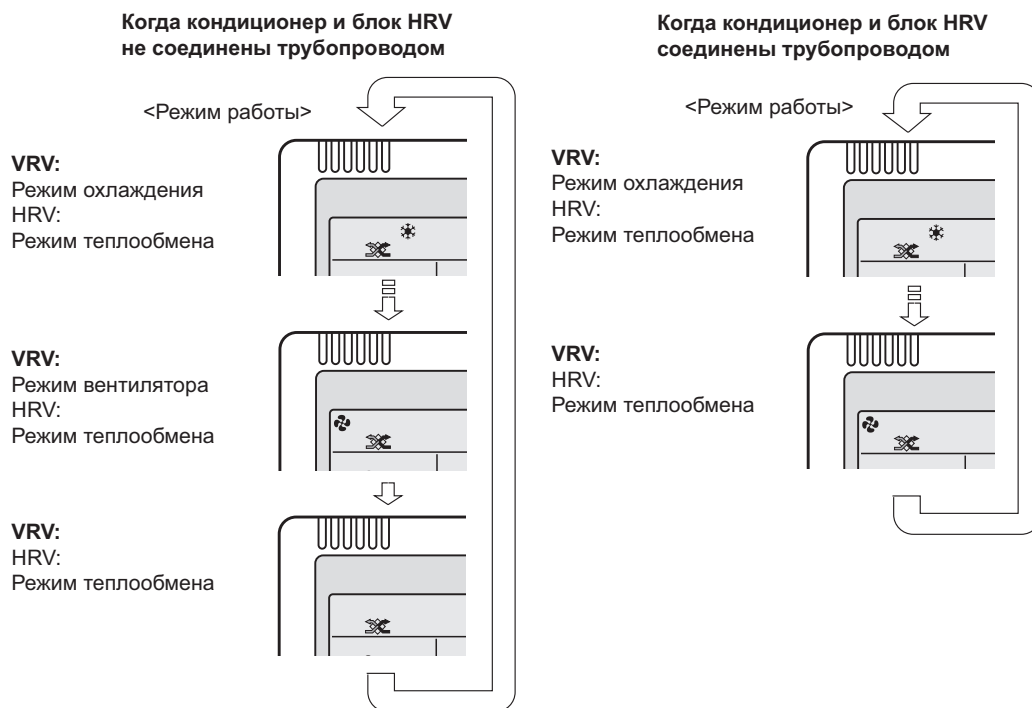 Когда кондиционер и блок HRV
не соединены трубопроводом
<Режим работы>
VRV:
Режим охлаждения
HRV:
Режим теплообмена
VRV:
Режим вентилятора
HRV:
Режим теплообмена
VRV:
HRV:
Режим теплообмена
Когда кондиционер и блок HRV
соединены трубопроводом
<Режим работы>
VRV:
Режим охлаждения
HRV:
Режим теплообмена
VRV:
HRV:
Режим теплообмена